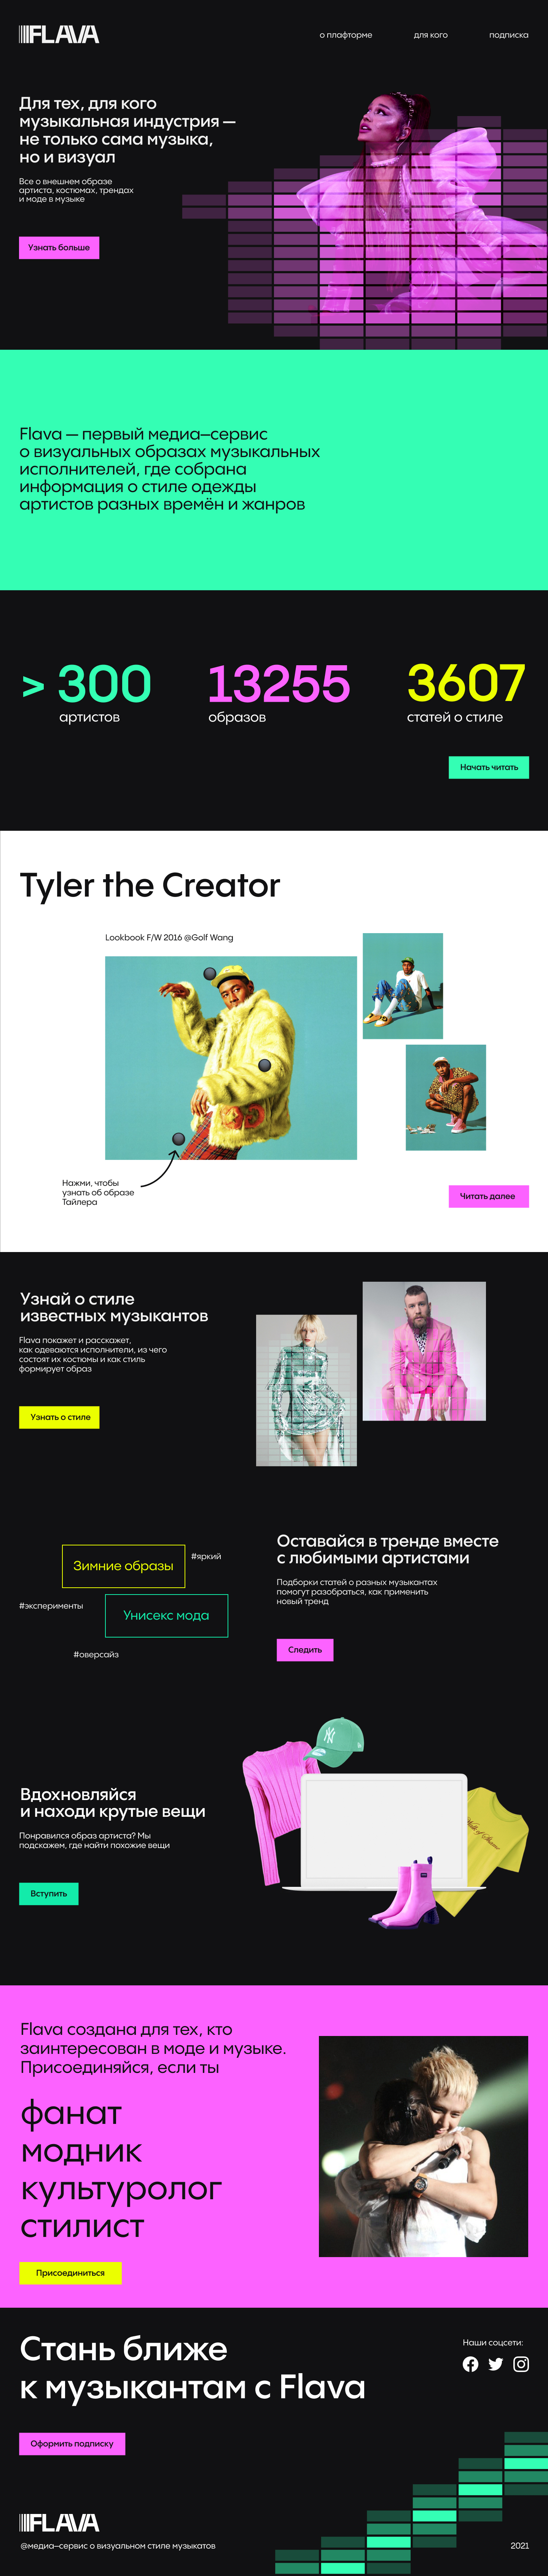 FLAVA
о плафторме
для кого
подписка
Для тех, для кого
музыкальная индустрия —
не только сама музыка,
но и визуал
Все о внешнем образе
артиста, костюмах, трендах
и моде в музыке
Узнать больше
Flava — первый медиа–сервис
о визуальных образах музыкальных
исполнителей, где собрана
информация о стиле одежды
артистов разных времён и жанров
> 300
артистов
13255
образов
3607
статей о стиле
Начать читать
Tyler the Creator
Lookbook F/W 2016 @Golf Wang
Нажми, чтобы
узнать об образе
Тайлера
Читать далее
Узнай о стиле
известных музыкантов
Flava покажет и расскажет,
как одеваются исполнители, из чего
состоят их костюмы и как стиль
формирует образ
Узнать о стиле
Зимние образы
#яркий
#эксперименты
Унисекс мода
#оверсайз
Оставайся в тренде вместе
с любимыми артистами
Подборки статей о разных музыкантах
помогут разобраться, как применить
новый тренд
Следить
Вдохновляйся
и находи крутые вещи
Понравился образ артиста? Мы
подскажем, где найти похожие вещи
Вступить
Flava создана для тех, кто
заинтересован в моде и музыке.
Присоединяйся, если ты
фанат
модник
культуролог
стилист
Присоединиться
Стань ближе
к музыкантам с Flava
Наши соцсети:
Оформить подписку
FLAVA
@медиа–сервис о визуальном стиле музыкатов
2021